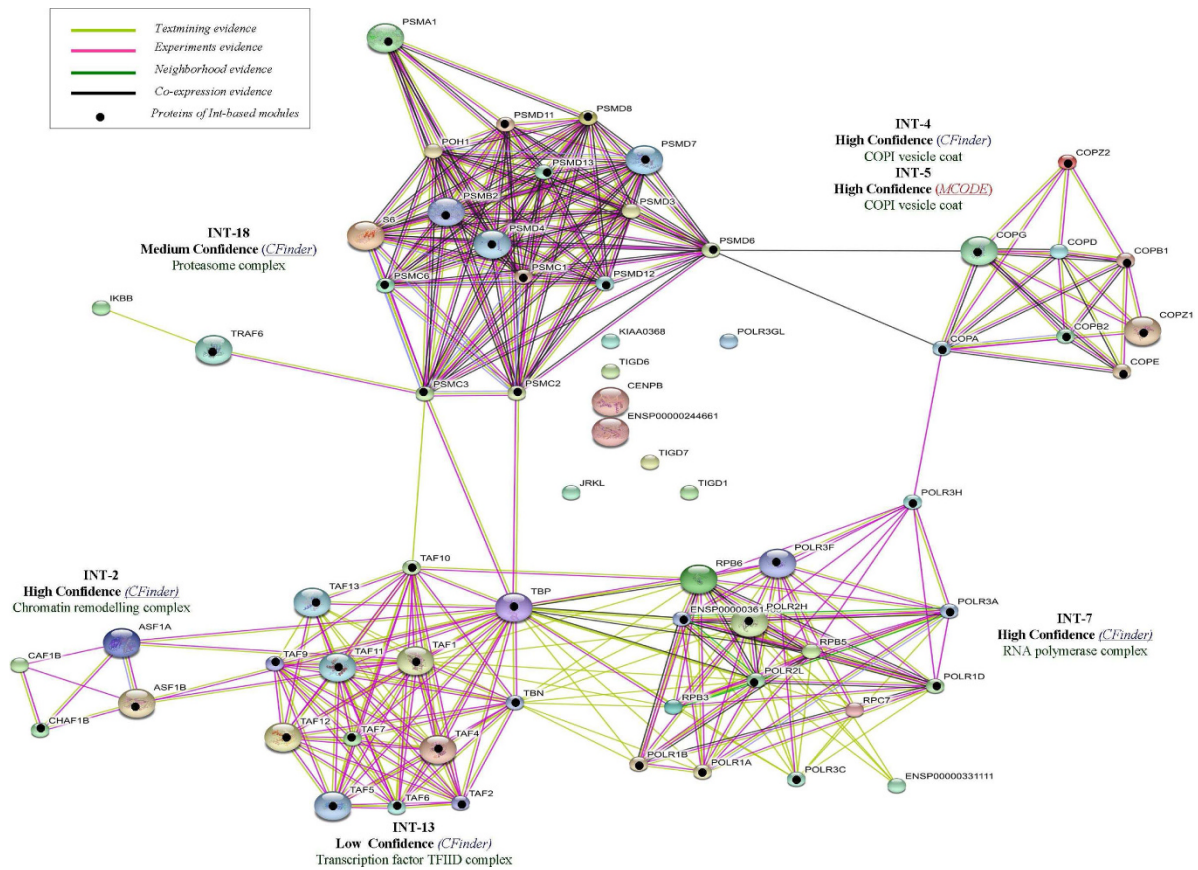 Textmining evidence
Experiments evidence
Neighborhood evidence
Co-expression evidence
Proteins of Int-based modules
PSMA1
PSMD11
PSMD8
POH1
PSMD13
PSMD7
PSMB2
PSMD3
S6
PSMD4
PSMD6
PSMC6
PSMC1
PSMD12
PSMC3
PSMC2
INT-18
Medium Confidence (CFinder)
Proteasome complex
IKBB
TRAF6
INT-4
High Confidence (CFinder)
COPI vesicle coat
INT-5
High Confidence (MCODE)
COPI vesicle coat
COPZ2
COPG
COPD
COPB1
COPZ1
COPB2
COPA
COPE
KIAA0368
POLR3GL
TIGD6
CENPB
ENSP00000244661
TIGD7
JRKL
TIGD1
POLR3H
INT-2
High Confidence (CFinder)
Chromatin remodelling complex
ASF1A
CAF1B
ASF1B
CHAF1B
TAF10
TAF13
TBP
TAF9
TAF11
TAF1
TBN
TAF12
TAF7
TAF4
TAF5
TAF6
TAF2
INT-13
Low Confidence (CFinder)
Transcription factor TFIID complex
RPB6
POLR3F
POLR2H
POLR3A
RPB5
POLR2L
POLR1D
RPB3
RPC7
POLR1B
POLR1A
POLR3C
ENSP00000331111
INT-7
High Confidence (CFinder)
RNA polymerase complex